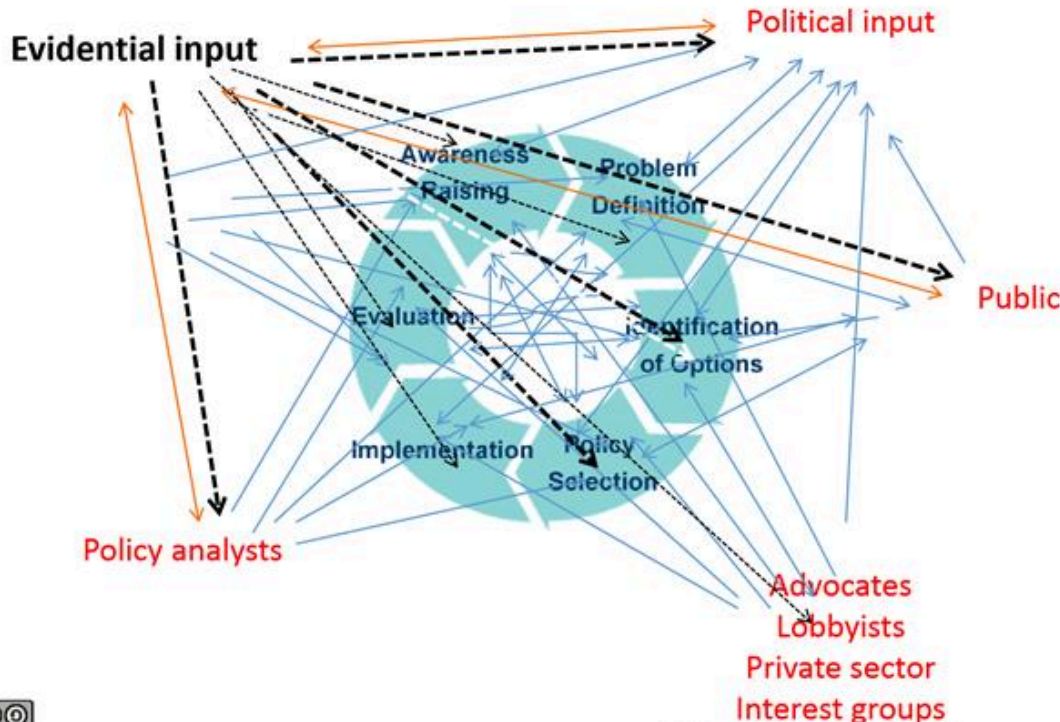 Evidential input
Political input
Awareness
Raising
Problem
Definition
Public
Evaluation
Identification
of Options
Implementation
Policy
Selection
Policy analysts
Advocates
Lobbyists
Private sector
Interest groups